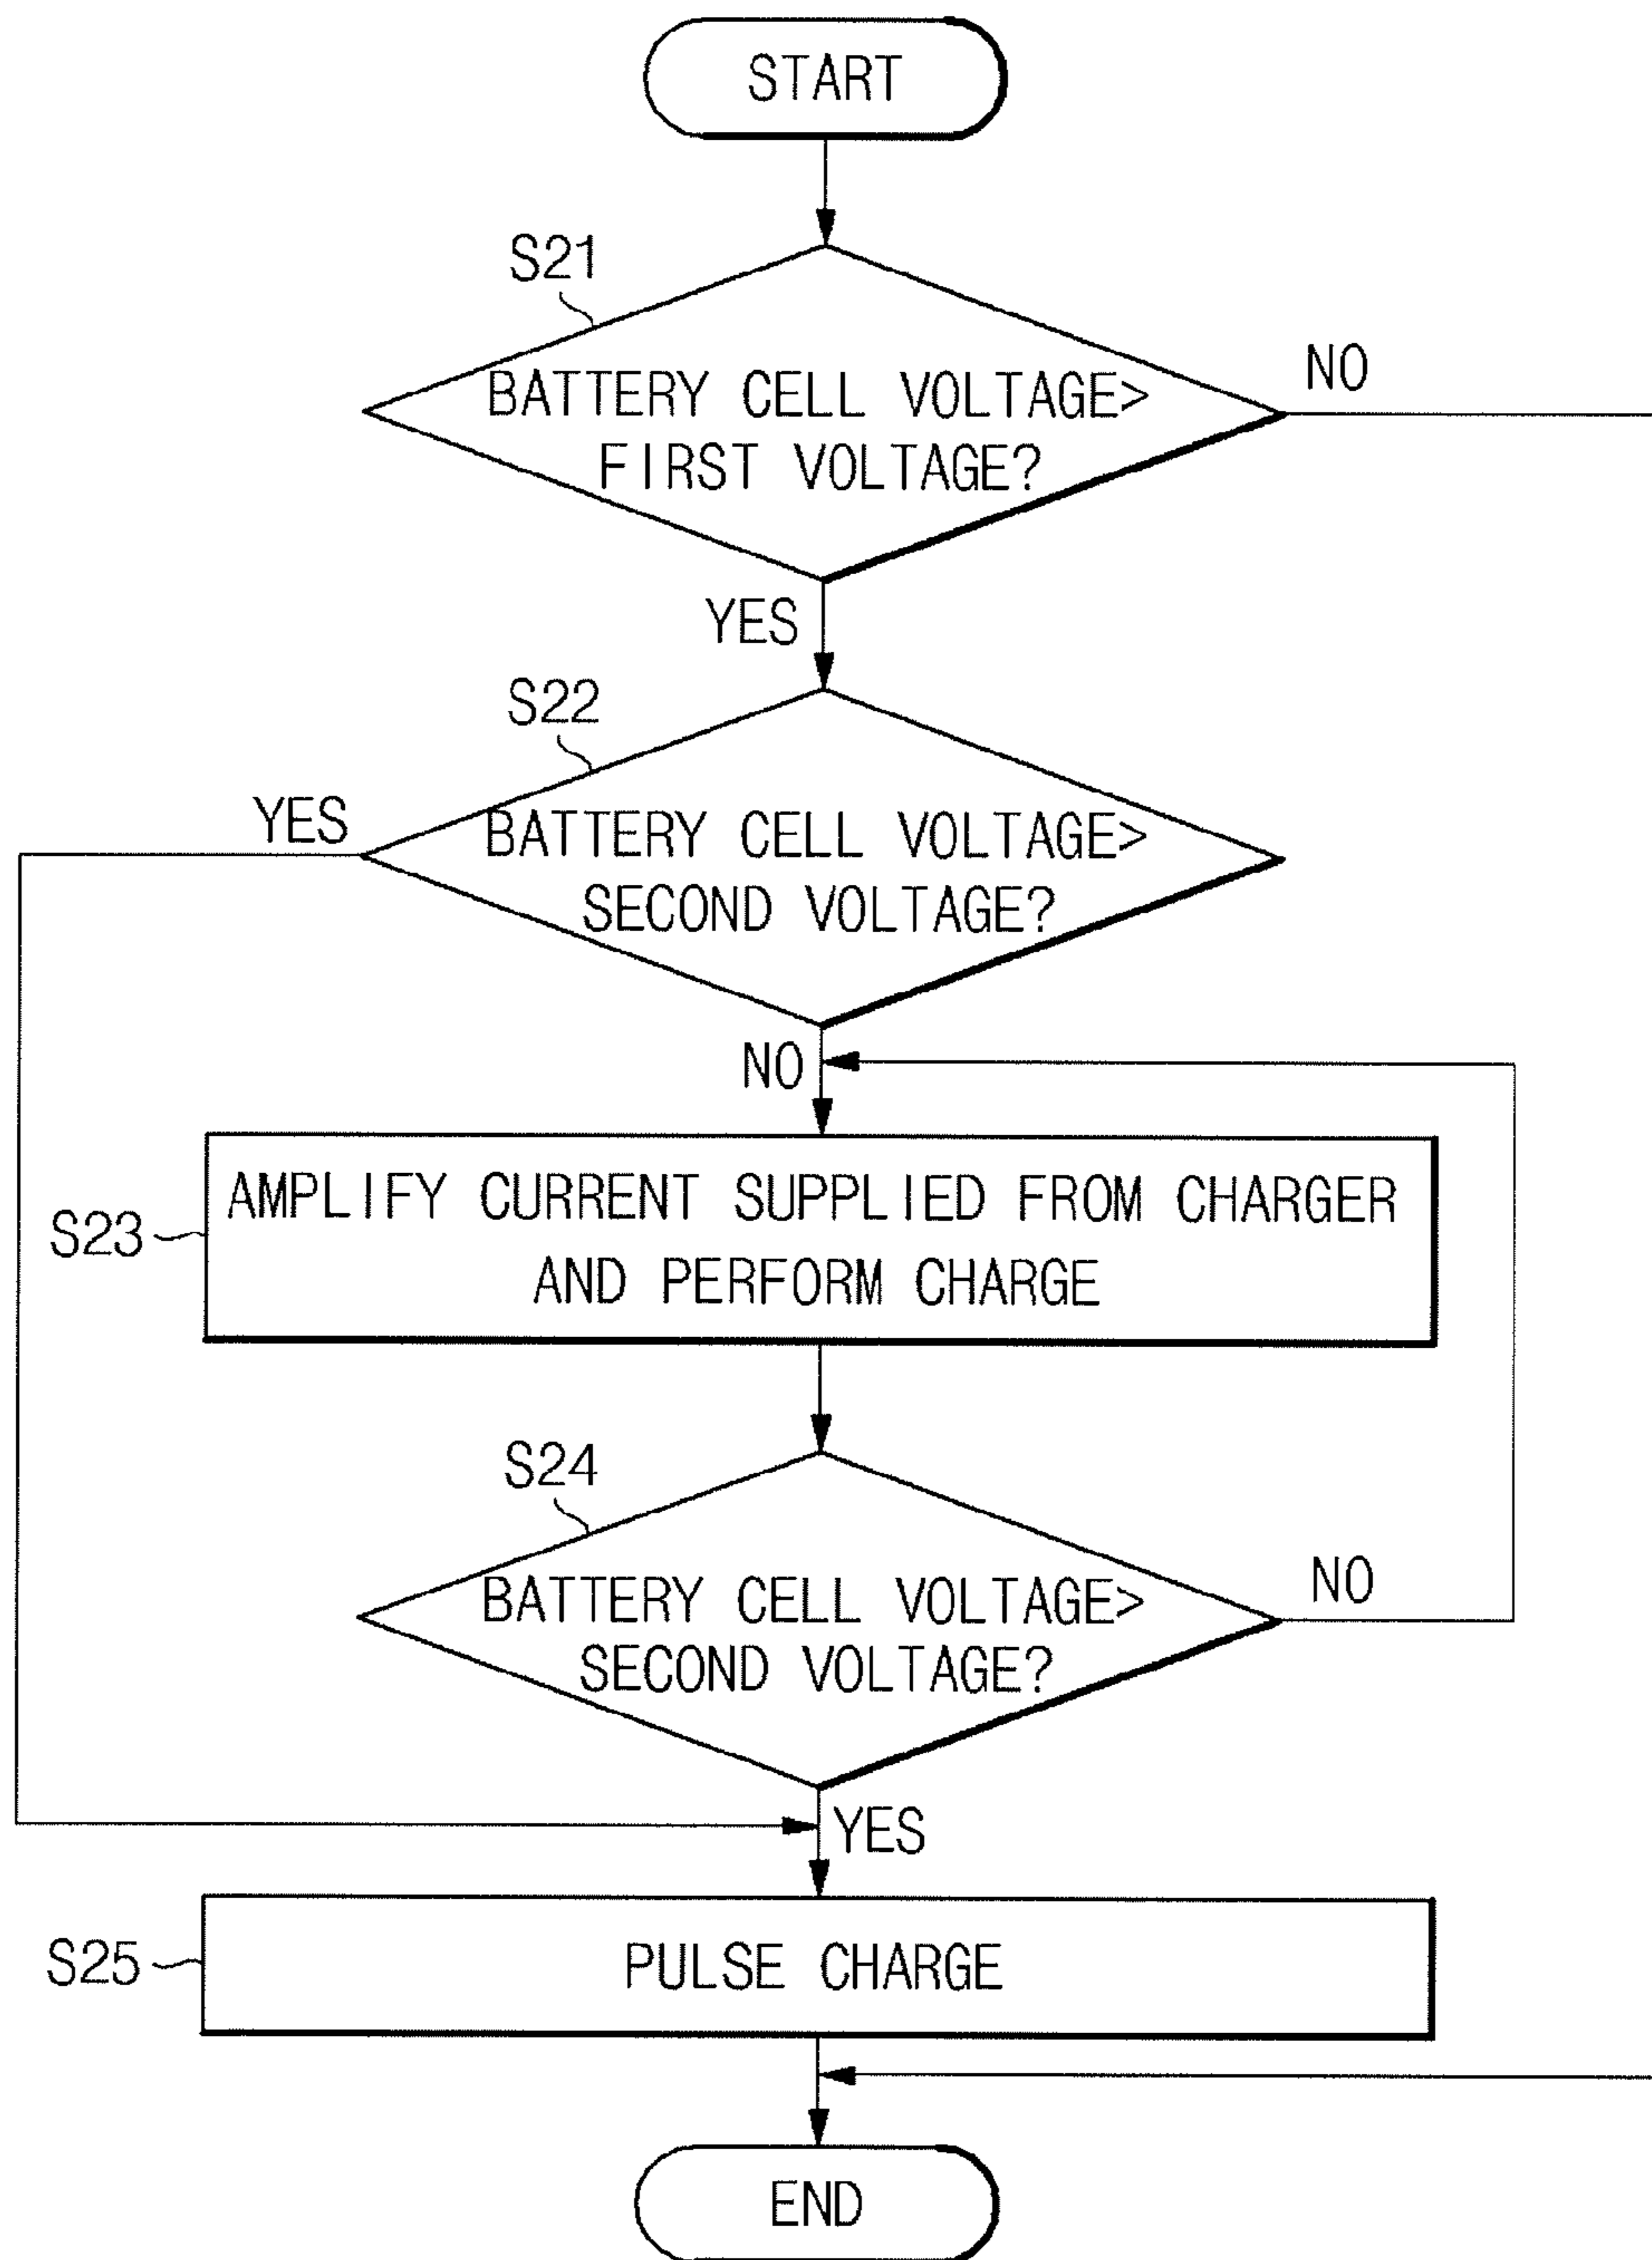 START
S21
BATTERY CELL VOLTAGE>
FIRST VOLTAGE?
NO
YES
S22
YES
BATTERY CELL VOLTAGE>
SECOND VOLTAGE?
NO
S23
AMPLIFY CURRENT SUPPLIED FROM CHARGER
AND PERFORM CHARGE
S24
BATTERY CELL VOLTAGE>
SECOND VOLTAGE?
NO
YES
S25
PULSE CHARGE
END